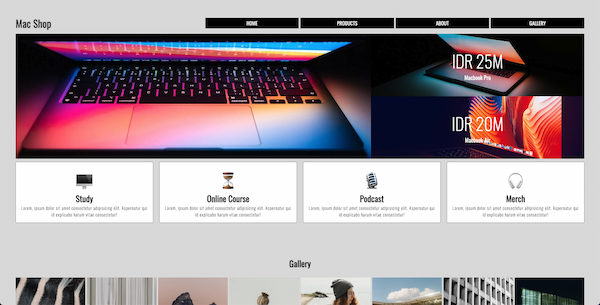 Mac Shop
HOME
PRODUCTS
ABOUT
GALLERY
IDR 25M
Macbook Pro
IDR 20M
Macbook Air
Study
Lorem, ipsum dolor sit amet consectetur adipisicing elit. Aspernatur qui
id explicabo harum vitae consectetur!
Online Course
Lorem, ipsum dolor sit amet consectetur adipisicing elit. Aspernatur qui
id explicabo harum vitae consectetur!
Podcast
Lorem, ipsum dolor sit amet consectetur adipisicing elit. Aspernatur qui
id explicabo harum vitae consectetur!
Merch
Lorem, ipsum dolor sit amet consectetur adipisicing elit. Aspernatur qui
id explicabo harum vitae consectetur!
Gallery